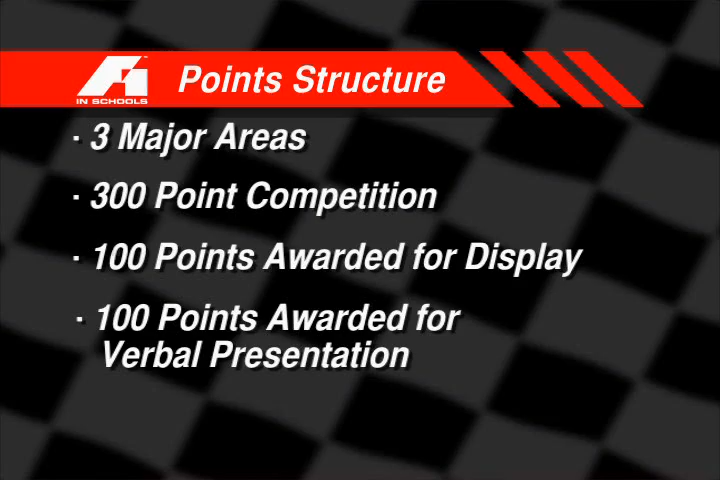 IN SCHOOLS
Points Structure
· 3 Major Areas
· 300 Point Competition
· 100 Points Awarded for Display
· 100 Points Awarded for
Verbal Presentation